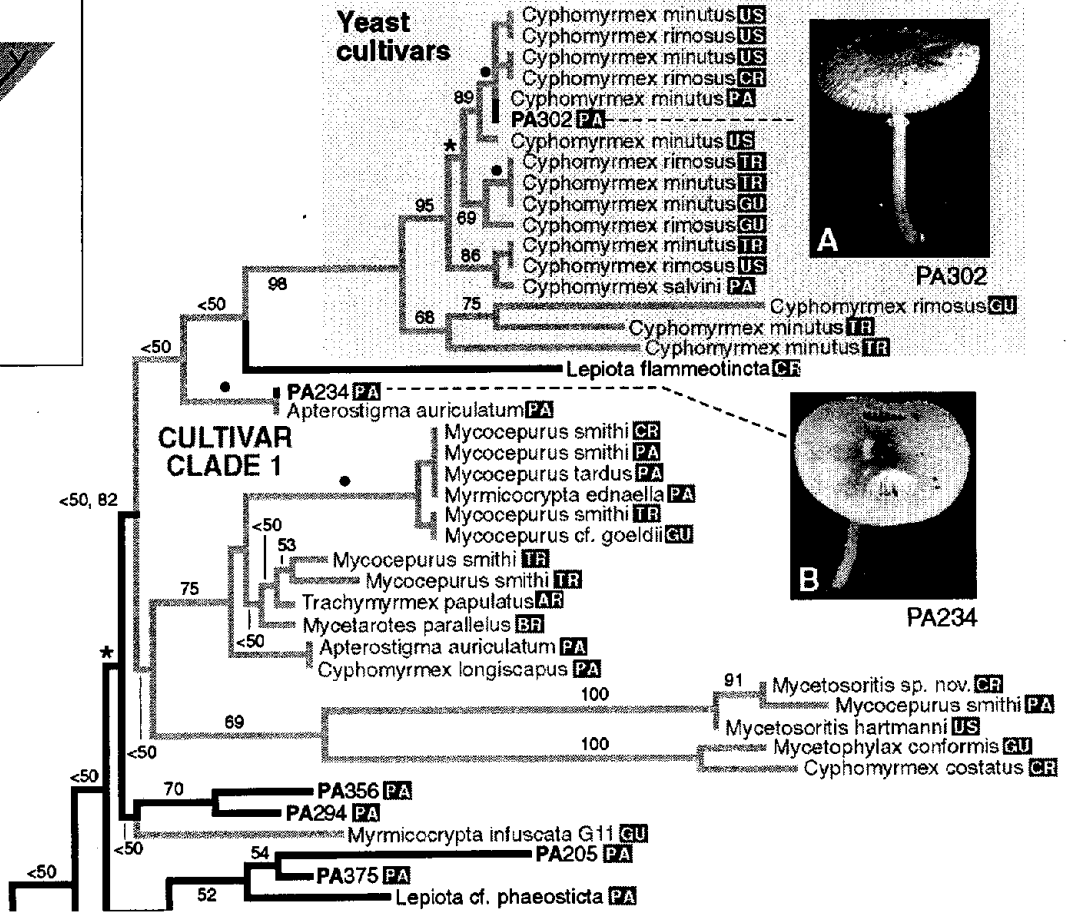 Yeast
cultivars
Cyphomyrmex minutus US
Cyphomyrmex rimosus US
Cyphomyrmex minutus US
Cyphomyrmex rimosus CR
Cyphomyrmex minutus PA
89
PA302 PA
Cyphomyrmex minutus US
*
Cyphomyrmex rimosus TR
Cyphomyrmex minutus TR
Cyphomyrmex minutus GU
95
69
Cyphomyrmex rimosus GU
Cyphomyrmex minutus TR
86
Cyphomyrmex rimosus US
Cyphomyrmex salvini PA
A
PA302
98
<50
75
Cyphomyrmex rimosus GU
68
Cyphomyrmex minutus TR
Cyphomyrmex minutus TR
<50
Lepiota flammeotincta CR
PA234 PA
Apterostigma auriculatum PA
CULTIVAR
CLADE 1
Mycocepurus smithi CR
Mycocepurus smithi PA
Mycocepurus tardus PA
Myrmicocrypta ednaella PA
Mycocepurus smithi TR
Mycocepurus cf. goeldii GU
<50, 82
<50
53
Mycocepurus smithi TR
Mycocepurus smithi TR
75
Trachymyrmex papulatus AR
Mycetarotes parallelus BR
<50
Apterostigma auriculatum PA
Cyphomyrmex longiscapus PA
B
PA234
*
91
Mycetosoritis sp. nov. CR
100
Mycocepurus smithi PA
69
Mycetosoritis hartmanni US
<50
100
Mycetophylax conformis GU
Cyphomyrmex costatus CR
<50
70
PA356 PA
PA294 PA
Myrmicocrypta infuscata G11 GU
<50
54
PA205 PA
<50
PA375 PA
52
Lepiota cf. phaeosticta PA